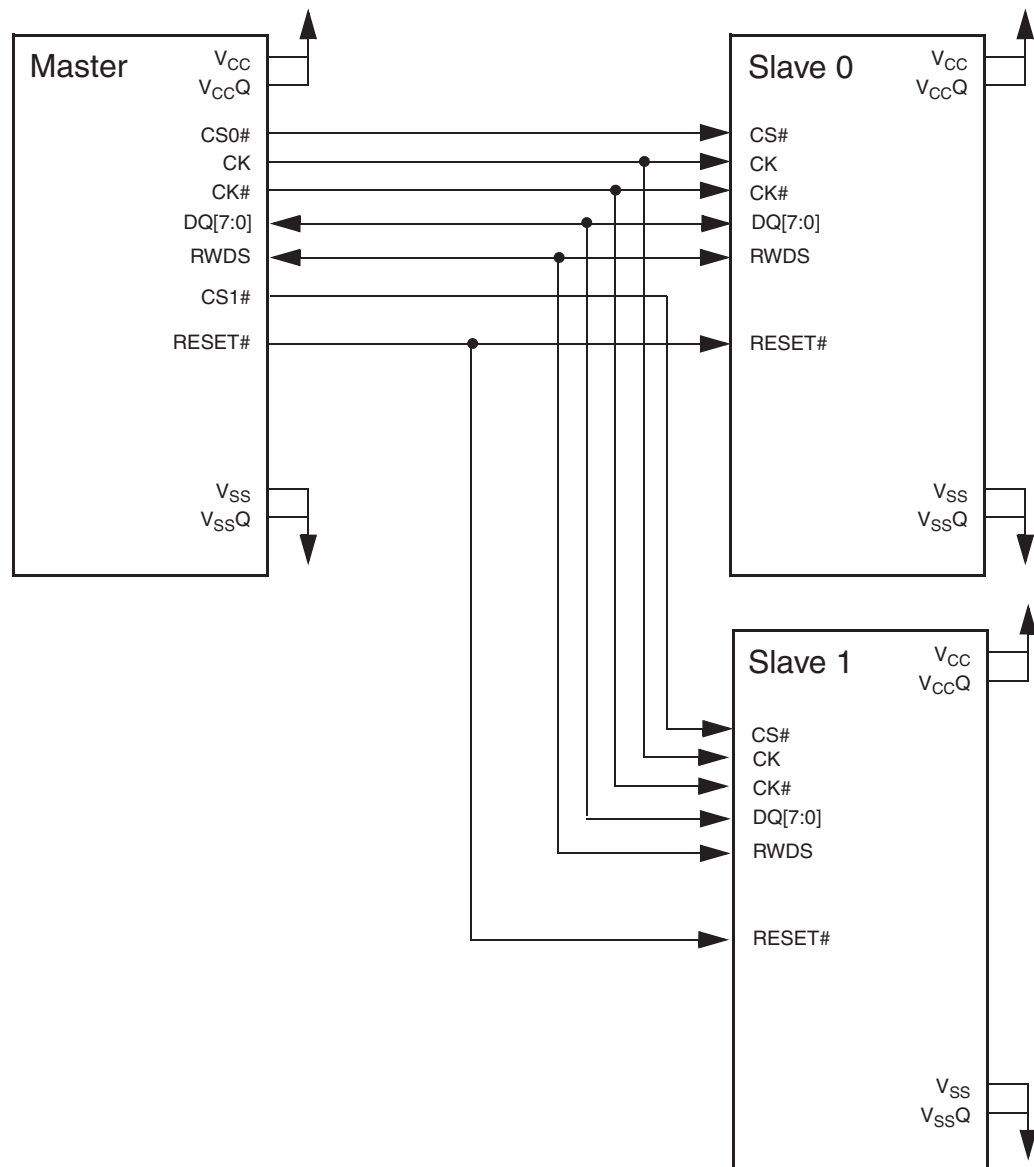 Master
VCC
VCCQ
CS0#
CK
CK#
DQ[7:0]
RWDS
CS1#
RESET#
VSS
VSSQ
Slave 0
VCC
VCCQ
CS#
CK
CK#
DQ[7:0]
RWDS
RESET#
VSS
VSSQ
Slave 1
VCC
VCCQ
CS#
CK
CK#
DQ[7:0]
RWDS
RESET#
VSS
VSSQ